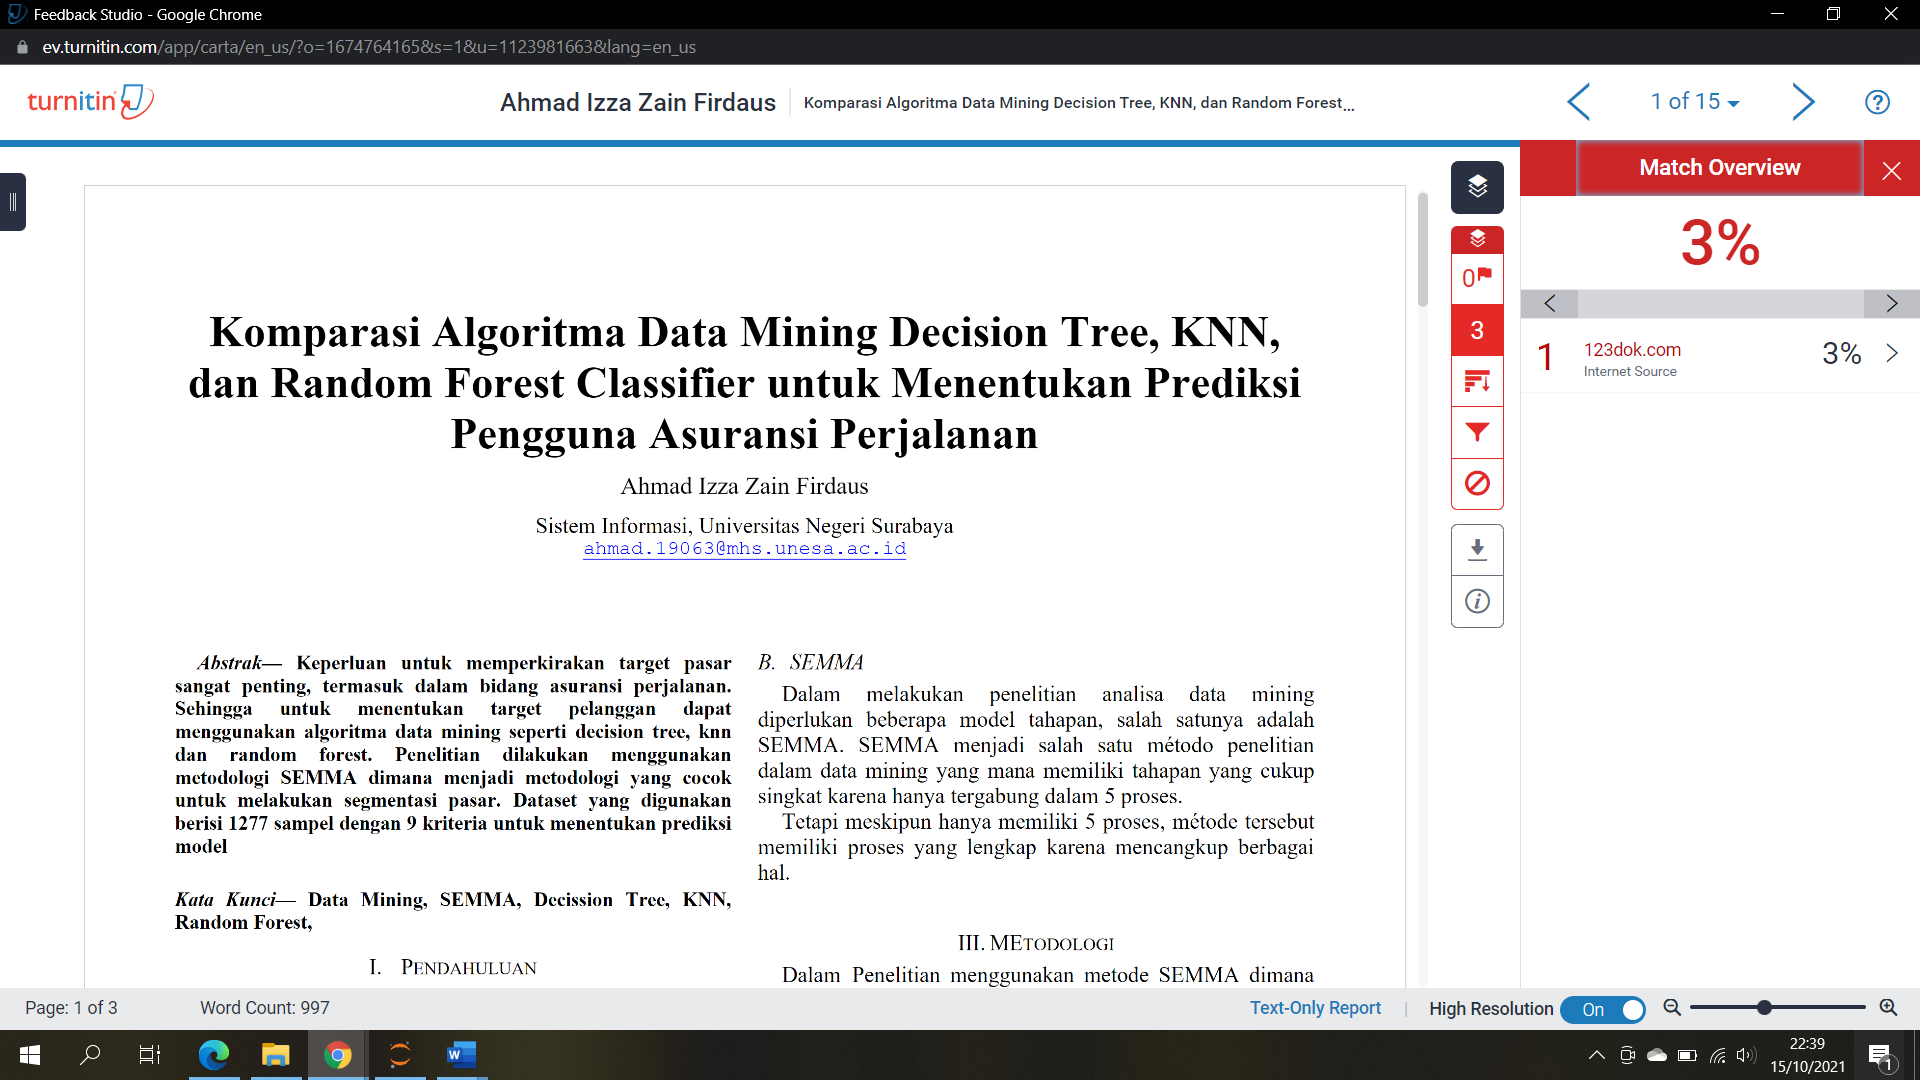 Feedback Studio - Google Chrome
ev.turnitin.com/app/carta/en_us/?o=1674764165&s=1&u=1123981663&lang=en_us
turnitin
Ahmad Izza Zain Firdaus
Komparasi Algoritma Data Mining Decision Tree, KNN, dan Random Forest...
1 of 15
?
Match Overview
3%
0
3
1
123dok.com
Internet Source
3%
Komparasi Algoritma Data Mining Decision Tree, KNN,
dan Random Forest Classifier untuk Menentukan Prediksi
Pengguna Asuransi Perjalanan
Ahmad Izza Zain Firdaus
Sistem Informasi, Universitas Negeri Surabaya
ahmad.19063@mhs.unesa.ac.id
Abstrak— Keperluan untuk memperkirakan target pasar
sangat penting, termasuk dalam bidang asuransi perjalanan.
Sehingga untuk menentukan target pelanggan dapat
menggunakan algoritma data mining seperti decision tree, knn
dan random forest. Penelitian dilakukan menggunakan
metodologi SEMMA dimana menjadi metodologi yang cocok
untuk melakukan segmentasi pasar. Dataset yang digunakan
berisi 1277 sampel dengan 9 kriteria untuk menentukan prediksi
model
Kata Kunci— Data Mining, SEMMA, Decission Tree, KNN,
Random Forest,
I. PENDAHULUAN
B. SEMMA
Dalam melakukan penelitian analisa data mining
diperlukan beberapa model tahapan, salah satunya adalah
SEMMA. SEMMA menjadi salah satu método penelitian
dalam data mining yang mana memiliki tahapan yang cukup
singkat karena hanya tergabung dalam 5 proses.
Tetapi meskipun hanya memiliki 5 proses, métode tersebut
memiliki proses yang lengkap karena mencangkup berbagai
hal.
III. METODOLOGI
Dalam Penelitian menggunakan metode SEMMA dimana
Page: 1 of 3
Word Count: 997
Text-Only Report
High Resolution
On
22:39
15/10/2021
1